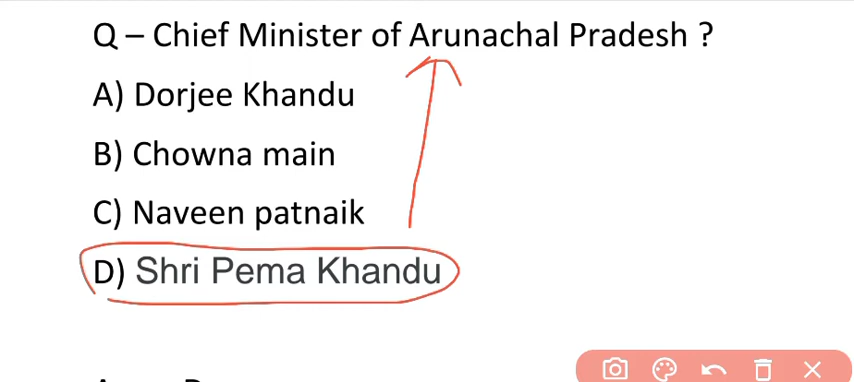 Q – Chief Minister of Arunachal Pradesh ?
A) Dorjee Khandu
B) Chowna main
C) Naveen patnaik
D) Shri Pema Khandu